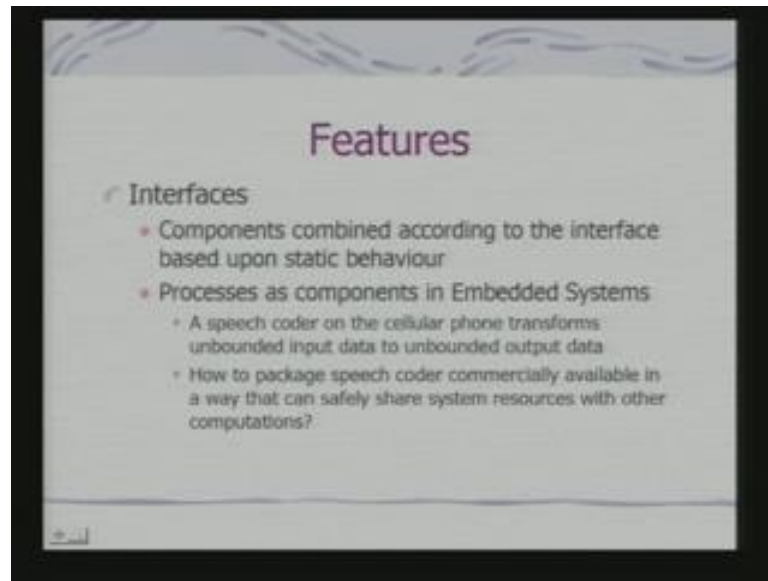 Features
Interfaces
Components combined according to the interface
based upon static behaviour
Processes as components in Embedded Systems
A speech coder on the cellular phone transforms
unbounded input data to unbounded output data
How to package speech coder commercially available in
a way that can safely share system resources with other
computations?